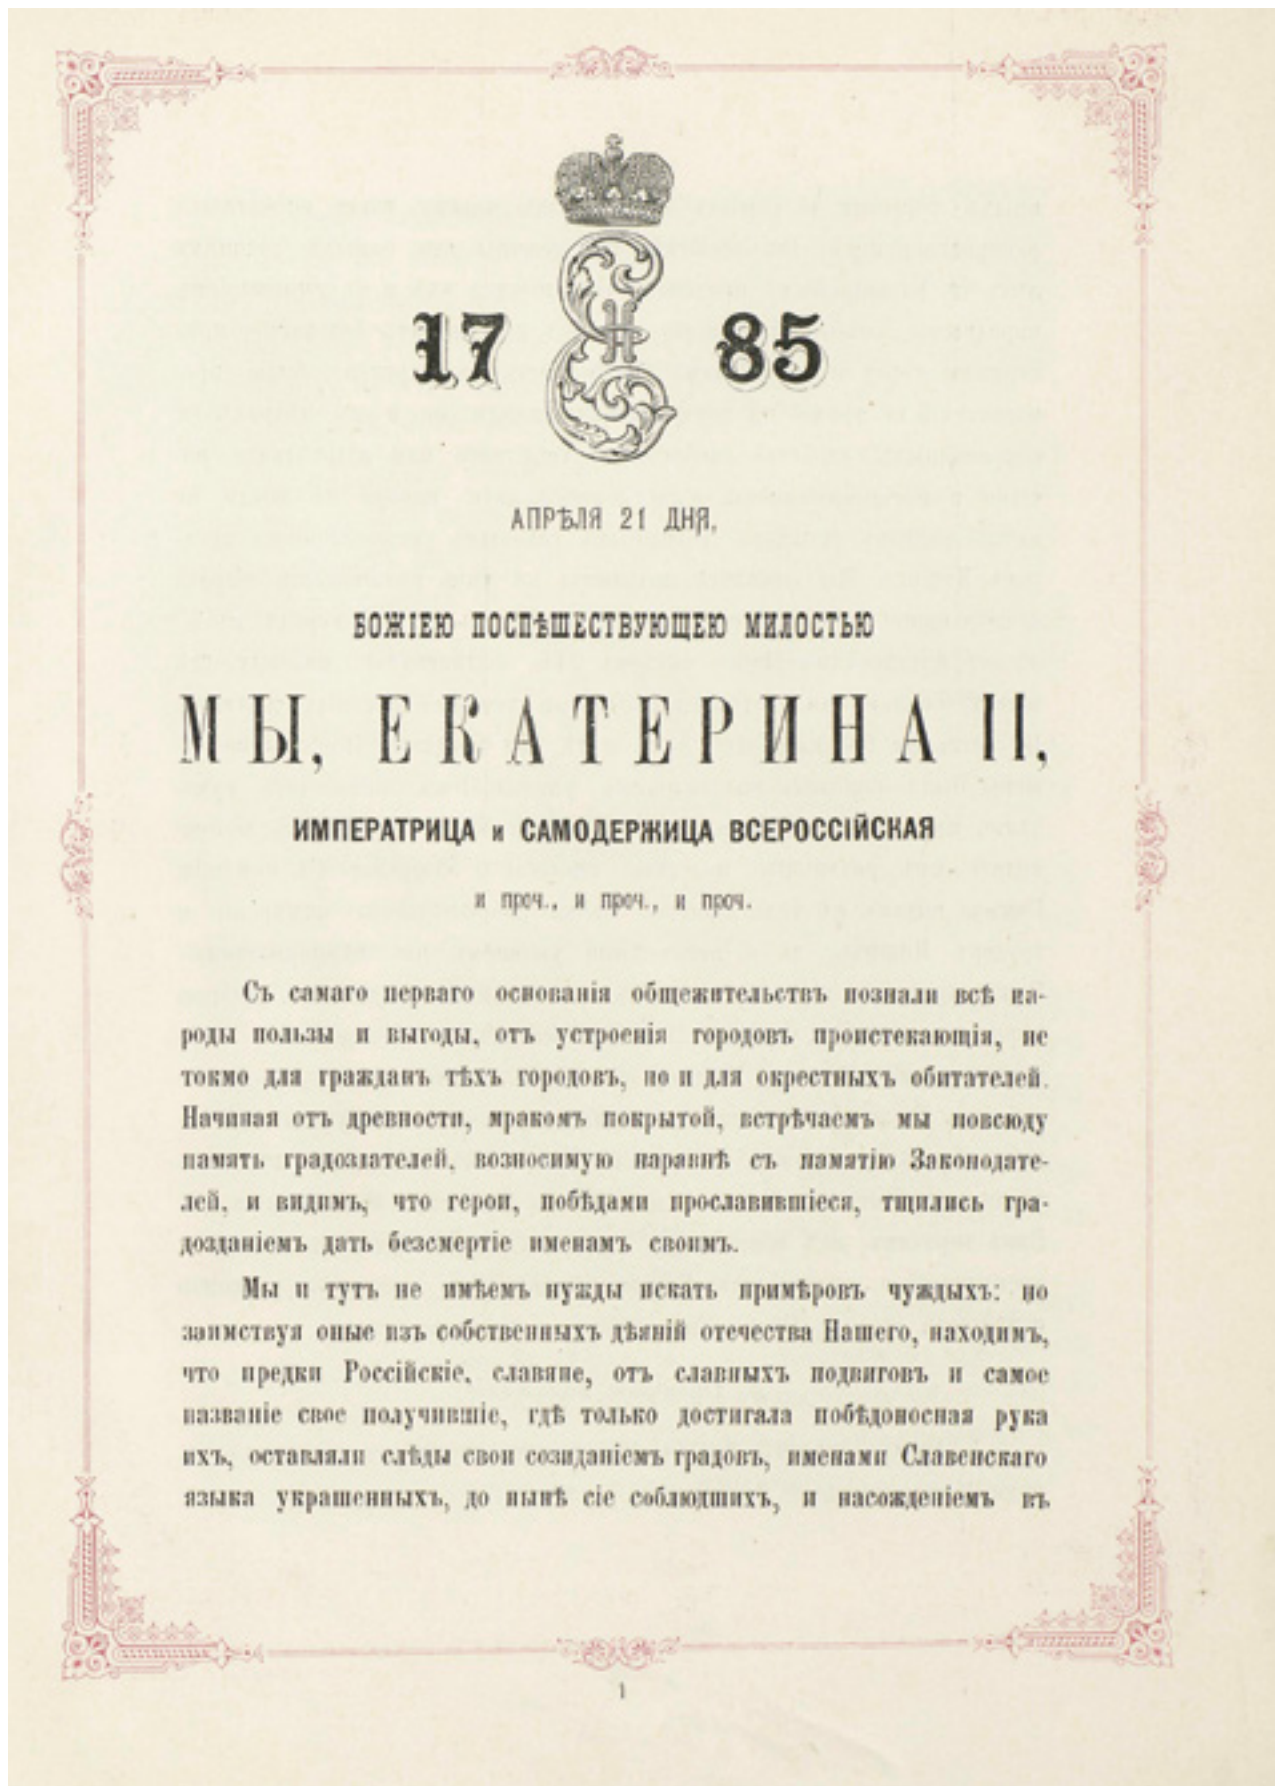 17 85
АПРѢЛЯ 21 ДНЯ,
БОЖІЕЮ ПОСПѢШЕСТВУЮЩЕЮ МИЛОСТЬЮ
МЫ, ЕКАТЕРИНА II,
ИМПЕРАТРИЦА и САМОДЕРЖИЦА ВСЕРОССІЙСКАЯ
и проч., и проч., и проч.
Съ самаго перваго основанія общежительствъ познали всѣ на-
роды пользы и выгоды, отъ устроенія городовъ проистекающія, не
токмо для гражданъ тѣхъ городовъ, но и для окрестныхъ обитателей.
Начиная отъ древности, мракомъ покрытой, встрѣчаемъ мы повсюду
память градоздателей, возносимую наравнѣ съ памятію Законодате-
лей, и видимъ, что герои, побѣдами прославившіеся, тщились гра-
дозданіемъ дать безсмертіе именамъ своимъ.
Мы и тутъ не имѣемъ нужды искать примѣровъ чуждыхъ: но
заимствуя оные изъ собственныхъ дѣяній отечества Нашего, находимъ,
что предки Россійскіе, славяне, отъ славныхъ подвиговъ и самое
названіе свое получившіе, гдѣ только достигала побѣдоносная рука
ихъ, оставляли слѣды свои созиданіемъ градовъ, именами Славенскаго
языка украшенныхъ, до нынѣ сіе соблюдшихъ, и насожденіемъ въ
1